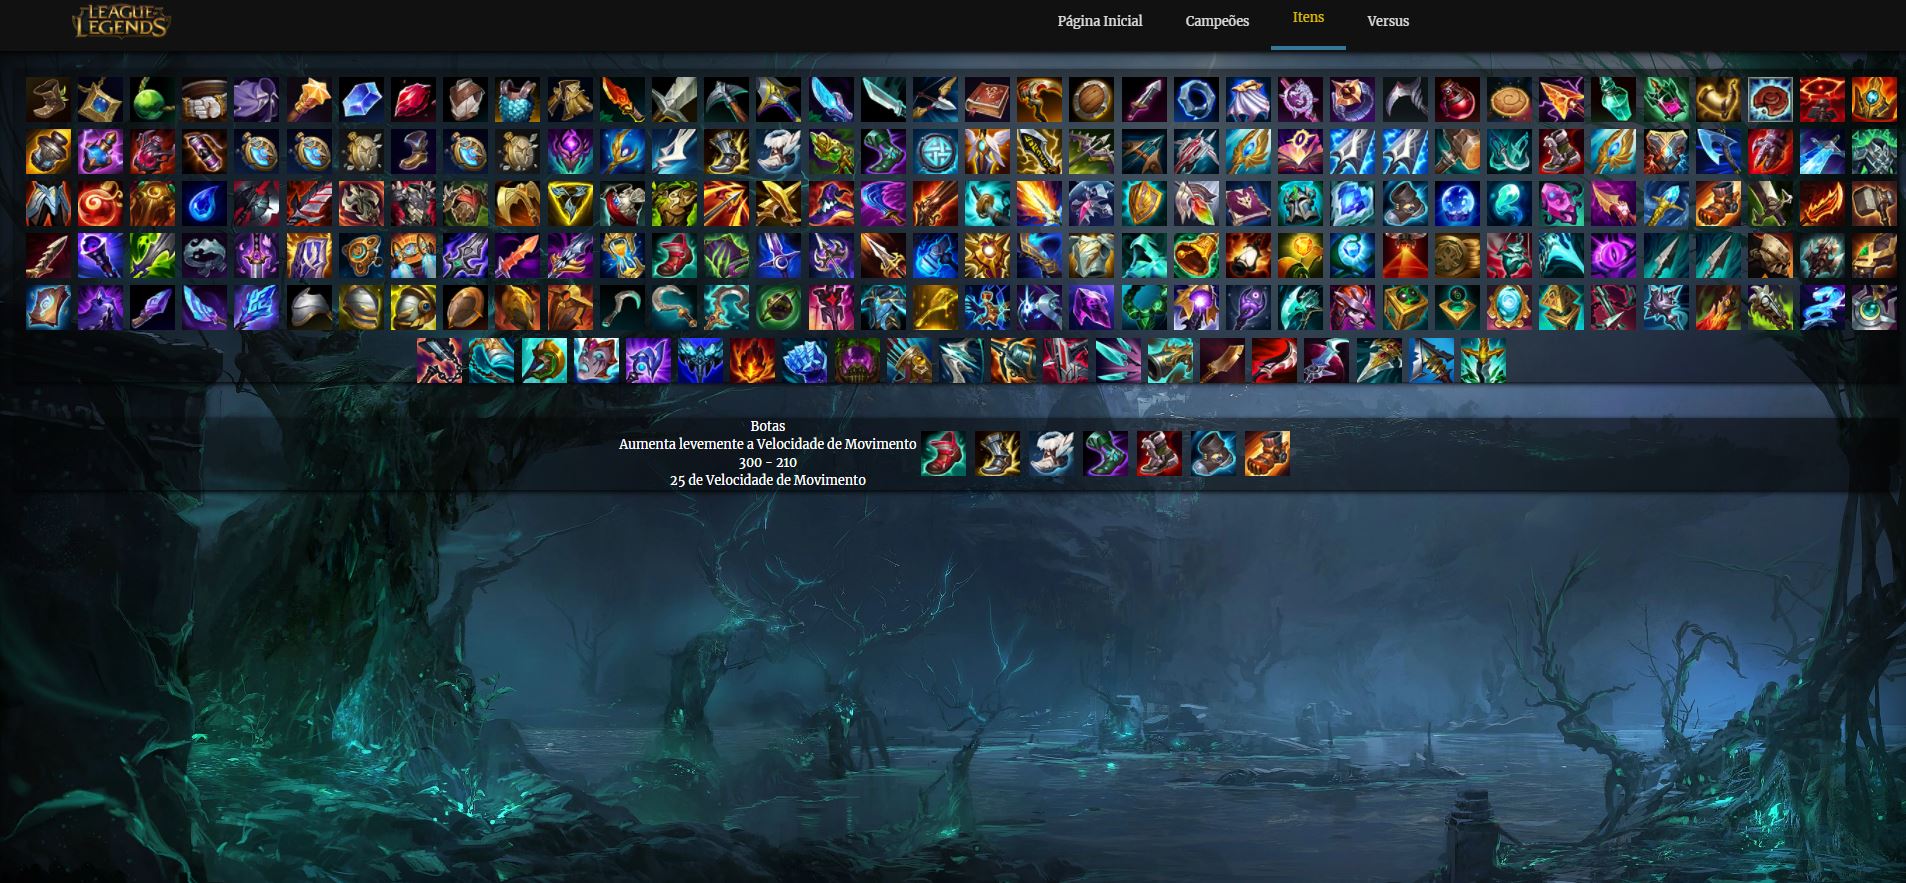 LEAGUE OF LEGENDS
Página Inicial
Campeões
Itens
Versus
Botas
Aumenta levemente a Velocidade de Movimento
300 - 210
25 de Velocidade de Movimento